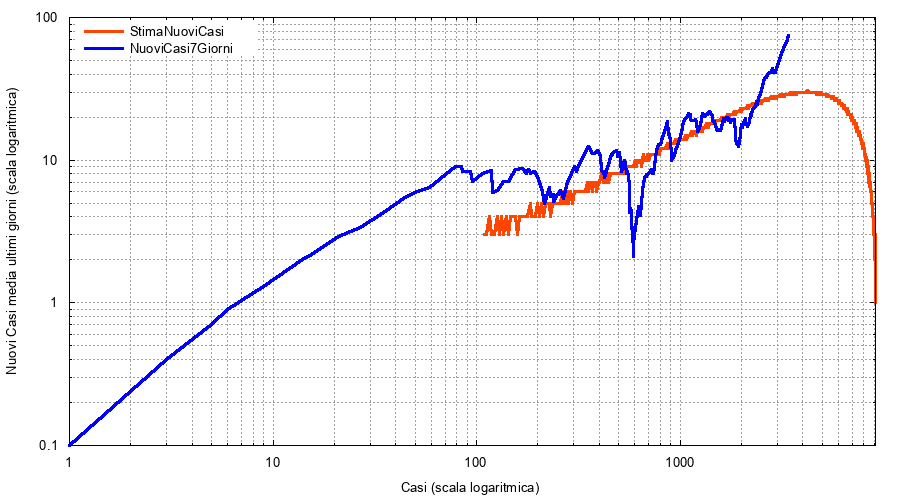 StimaNuoviCasi
NuoviCasi7Giorni
Nuovi Casi media ultimi giorni (scala logaritmica)
100
10
1
0.1
1 10 100 1000
Casi (scala logaritmica)